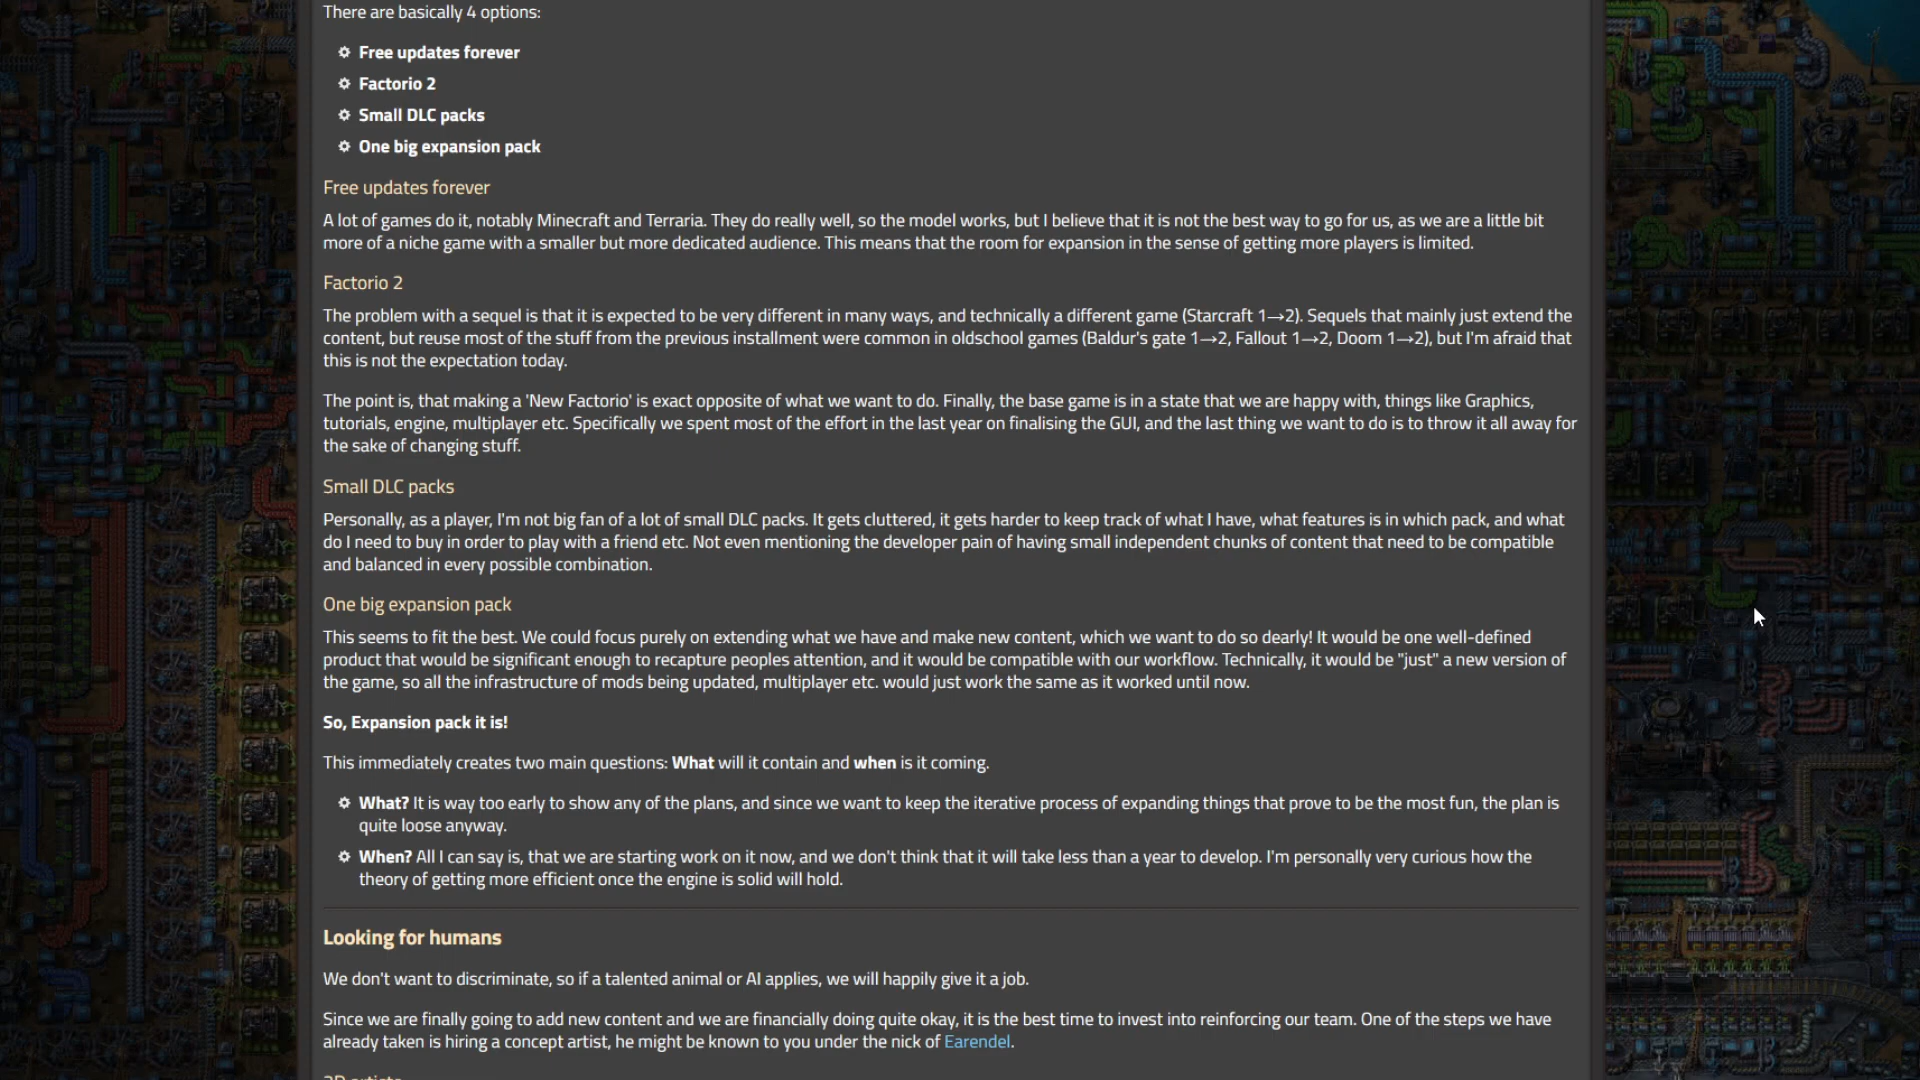 There are basically 4 options:
Free updates forever
Factorio 2
Small DLC packs
One big expansion pack
Free updates forever
A lot of games do it, notably Minecraft and Terraria. They do really well, so the model works, but I believe that it is not the best way to go for us, as we are a little bit
more of a niche game with a smaller but more dedicated audience. This means that the room for expansion in the sense of getting more players is limited.
Factorio 2
The problem with a sequel is that it is expected to be very different in many ways, and technically a different game (Starcraft 1→2). Sequels that mainly just extend the
content, but reuse most of the stuff from the previous installment were common in oldschool games (Baldur's gate 1→2, Fallout 1→2, Doom 1→2), but I'm afraid that
this is not the expectation today.
The point is, that making a 'New Factorio' is exact opposite of what we want to do. Finally, the base game is in a state that we are happy with, things like Graphics,
tutorials, engine, multiplayer etc. Specifically we spent most of the effort in the last year on finalising the GUI, and the last thing we want to do is to throw it all away for
the sake of changing stuff.
Small DLC packs
Personally, as a player, I'm not big fan of a lot of small DLC packs. It gets cluttered, it gets harder to keep track of what I have, what features is in which pack, and what
do I need to buy in order to play with a friend etc. Not even mentioning the developer pain of having small independent chunks of content that need to be compatible
and balanced in every possible combination.
One big expansion pack
This seems to fit the best. We could focus purely on extending what we have and make new content, which we want to do so dearly! It would be one well-defined
product that would be significant enough to recapture peoples attention, and it would be compatible with our workflow. Technically, it would be "just" a new version of
the game, so all the infrastructure of mods being updated, multiplayer etc. would just work the same as it worked until now.
So, Expansion pack it is!
This immediately creates two main questions: What will it contain and when is it coming.
What? It is way too early to show any of the plans, and since we want to keep the iterative process of expanding things that prove to be the most fun, the plan is
quite loose anyway.
When? All I can say is, that we are starting work on it now, and we don't think that it will take less than a year to develop. I'm personally very curious how the
theory of getting more efficient once the engine is solid will hold.
Looking for humans
We don't want to discriminate, so if a talented animal or AI applies, we will happily give it a job.
Since we are finally going to add new content and we are financially doing quite okay, it is the best time to invest into reinforcing our team. One of the steps we have
already taken is hiring a concept artist, he might be known to you under the nick of Earendel.